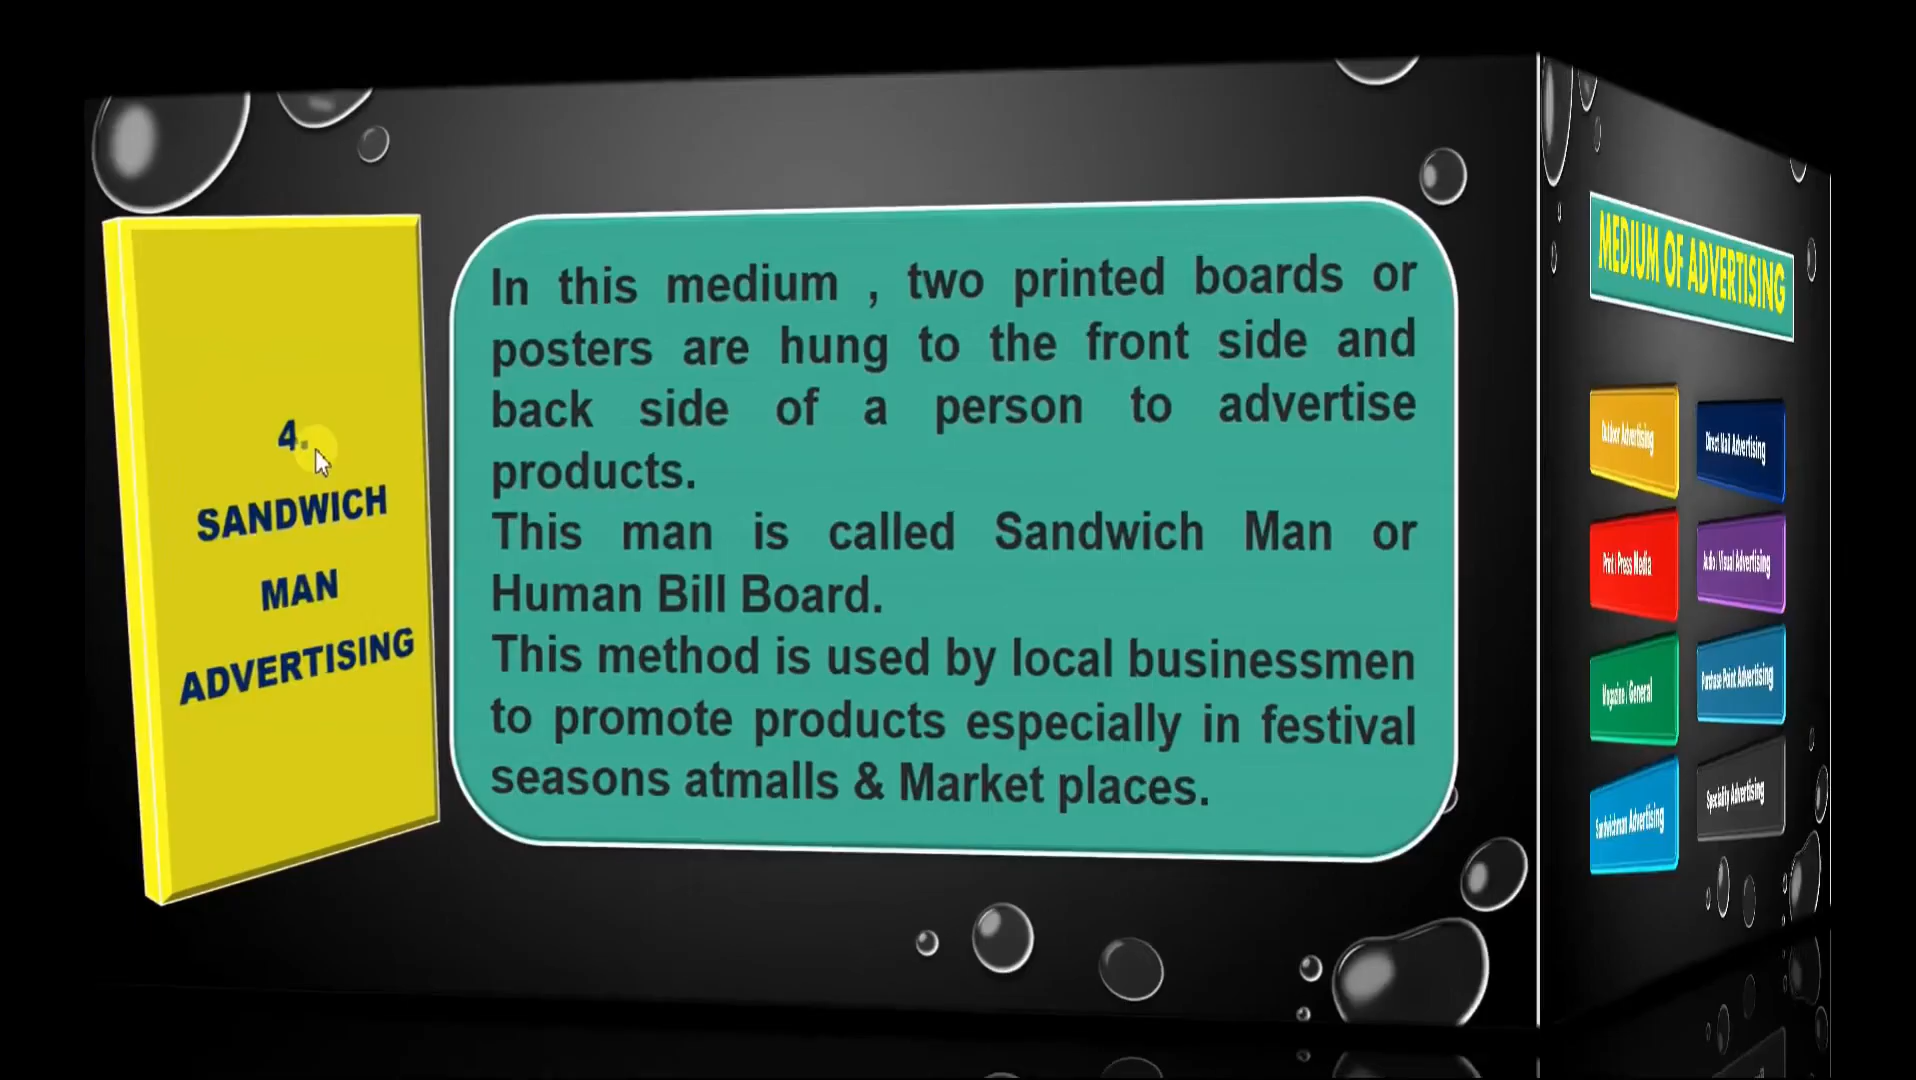 4.
SANDWICH
MAN
ADVERTISING
In this medium , two printed boards or
posters are hung to the front side and
back side of a person to advertise
products.
This man is called Sandwich Man or
Human Bill Board.
This method is used by local businessmen
to promote products especially in festival
seasons atmalls & Market places.
MEDIUM OF ADVERTISING
Outdoor Advertising
Direct Mail Advertising
Print / Press Media
Audio / Visual Advertising
Magazine / General
Purchase Point Advertising
Sandwichman Advertising
Speciality Advertising